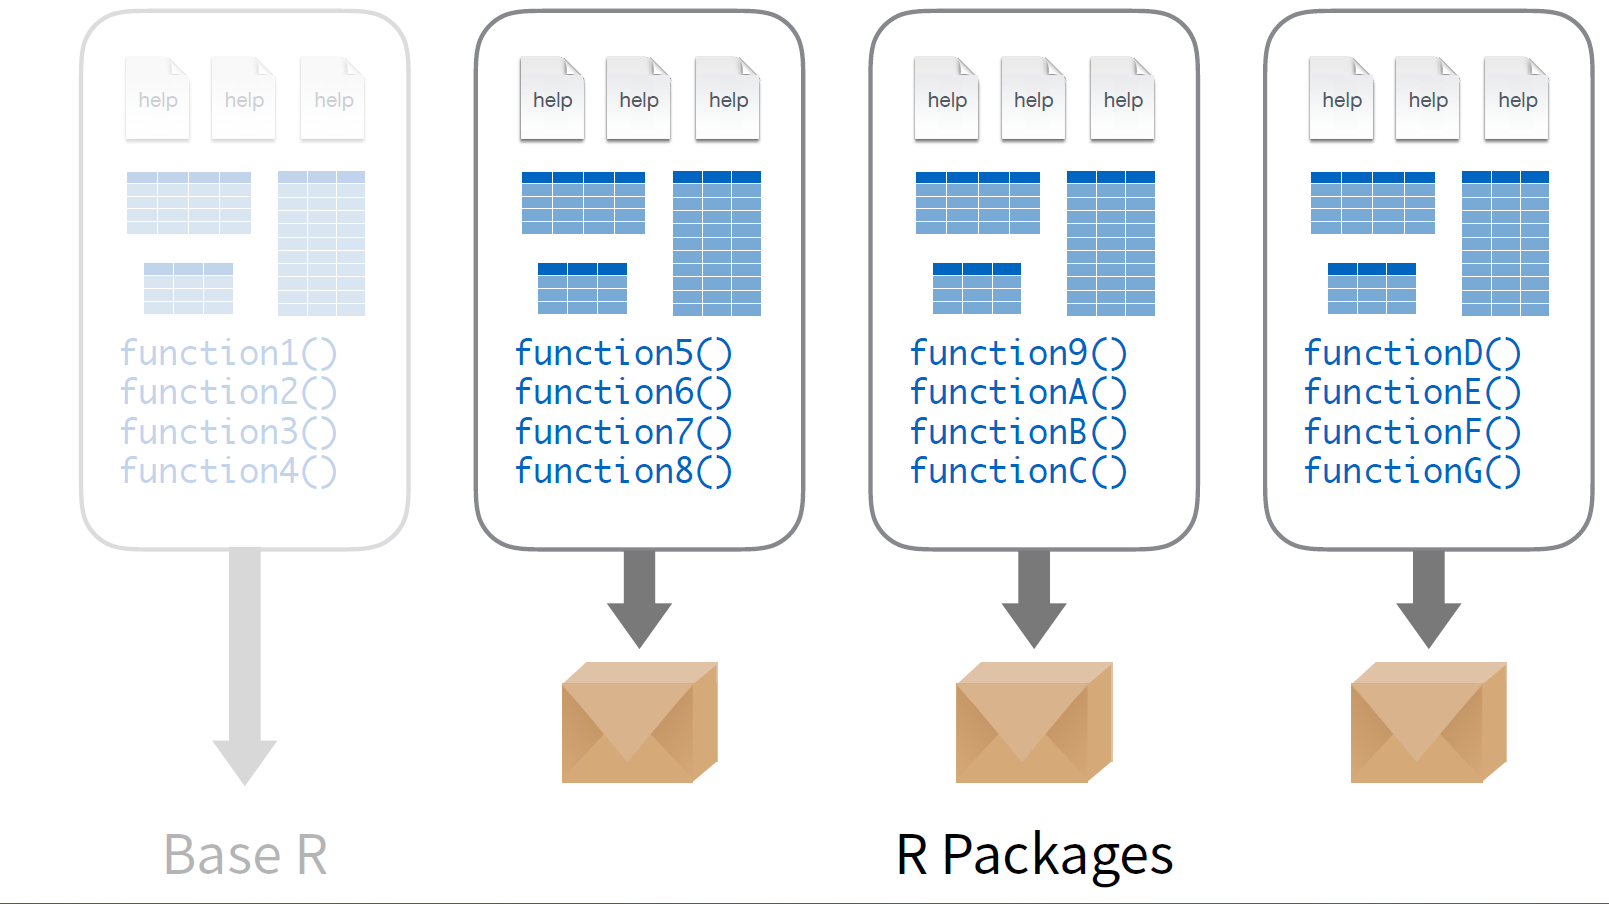 help help help
help help help
help help help
help help help
function1()
function2()
function3()
function4()
function5()
function6()
function7()
function8()
function9()
functionA()
functionB()
functionC()
functionD()
functionE()
functionF()
functionG()
Base R
R Packages